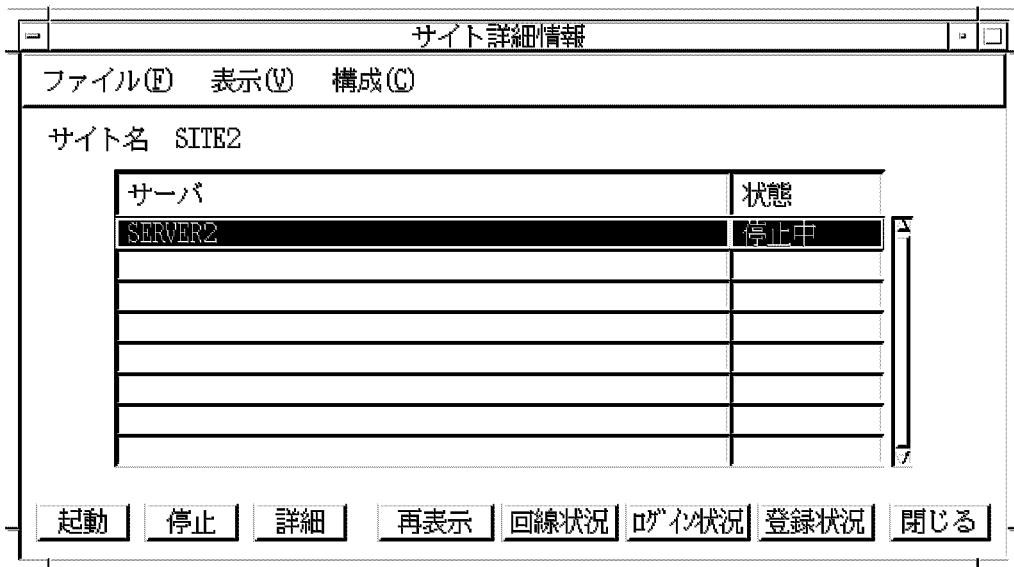 サイト詳細情報
ファイル(F) 表示(V) 構成(C)
サイト名 SITE2
サーバ 状態
SERVER2 停止中
起動 停止 詳細 再表示 回線状況 ﾛｸﾞｲﾝ状況 登録状況 閉じる